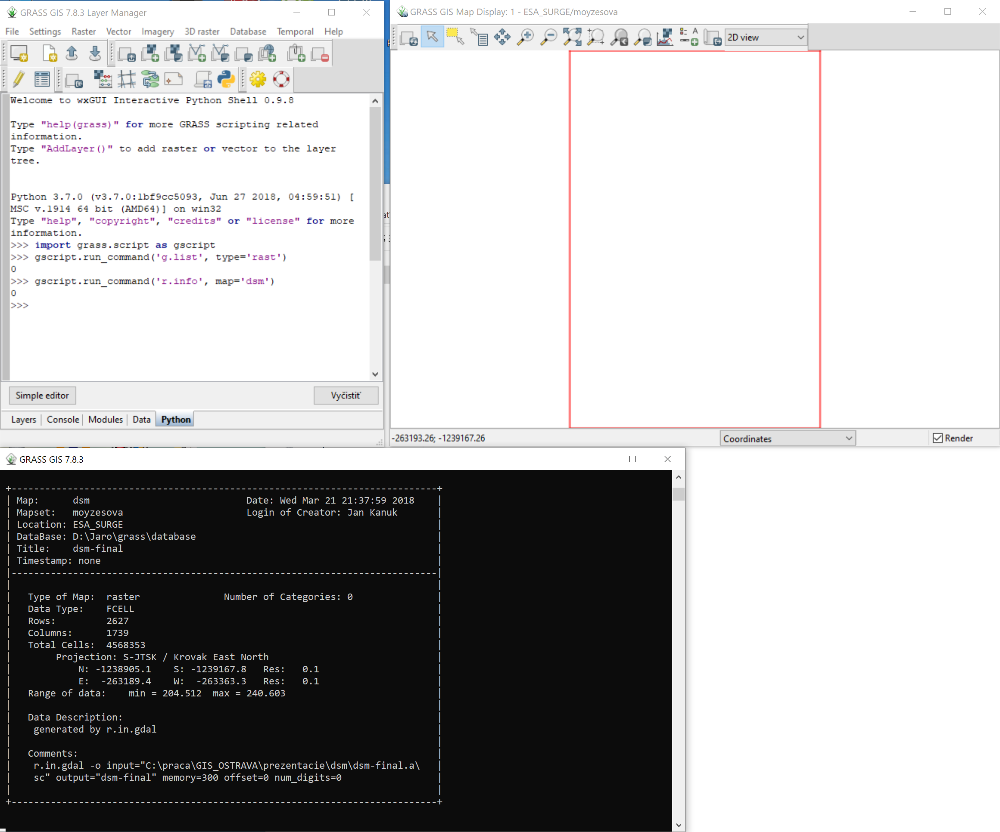 GRASS GIS 7.8.3 Layer Manager
File Settings Raster Vector Imagery 3D raster Database Temporal Help
Welcome to wxGUI Interactive Python Shell 0.9.8
Type "help(grass)" for more GRASS scripting related
information.
Type "AddLayer()" to add raster or vector to the layer
tree.
Python 3.7.0 (v3.7.0:1bf9cc5093, Jun 27 2018, 04:59:51) [
MSC v.1914 64 bit (AMD64)] on win32
Type "help", "copyright", "credits" or "license" for more
information.
>>> import grass.script as gscript
>>> gscript.run_command('g.list', type='rast')
0
>>> gscript.run_command('r.info', map='dsm')
0
>>>
Simple editor Vyčistiť
Layers Console Modules Data Python
GRASS GIS Map Display: 1 - ESA_SURGE/moyzesova
2D view
-263193.26; -1239167.26 Coordinates Render
GRASS GIS 7.8.3
+----------------------------------------------------------------------------+
| Map:      dsm                            Date: Wed Mar 21 21:37:59 2018    |
| Mapset:   moyzesova                      Login of Creator: Jan Kanuk       |
| Location: ESA_SURGE                                                        |
| DataBase: D:\Jaro\grass\database                                           |
| Title:    dsm-final                                                        |
| Timestamp: none                                                            |
|----------------------------------------------------------------------------|
|                                                                            |
|   Type of Map:  raster               Number of Categories: 0               |
|   Data Type:    FCELL                                                      |
|   Rows:         2627                                                       |
|   Columns:      1739                                                       |
|   Total Cells:  4568353                                                    |
|        Projection: S-JTSK / Krovak East North                              |
|            N: -1238905.1    S: -1239167.8   Res:   0.1                     |
|            E:  -263189.4    W:  -263363.3   Res:   0.1                     |
|   Range of data:    min = 204.512  max = 240.603                           |
|                                                                            |
|   Data Description:                                                        |
|    generated by r.in.gdal                                                  |
|                                                                            |
|   Comments:                                                                |
|    r.in.gdal -o input="C:\praca\GIS_OSTRAVA\prezentacie\dsm\dsm-final.a\   |
|    sc" output="dsm-final" memory=300 offset=0 num_digits=0                 |
|                                                                            |
+----------------------------------------------------------------------------+